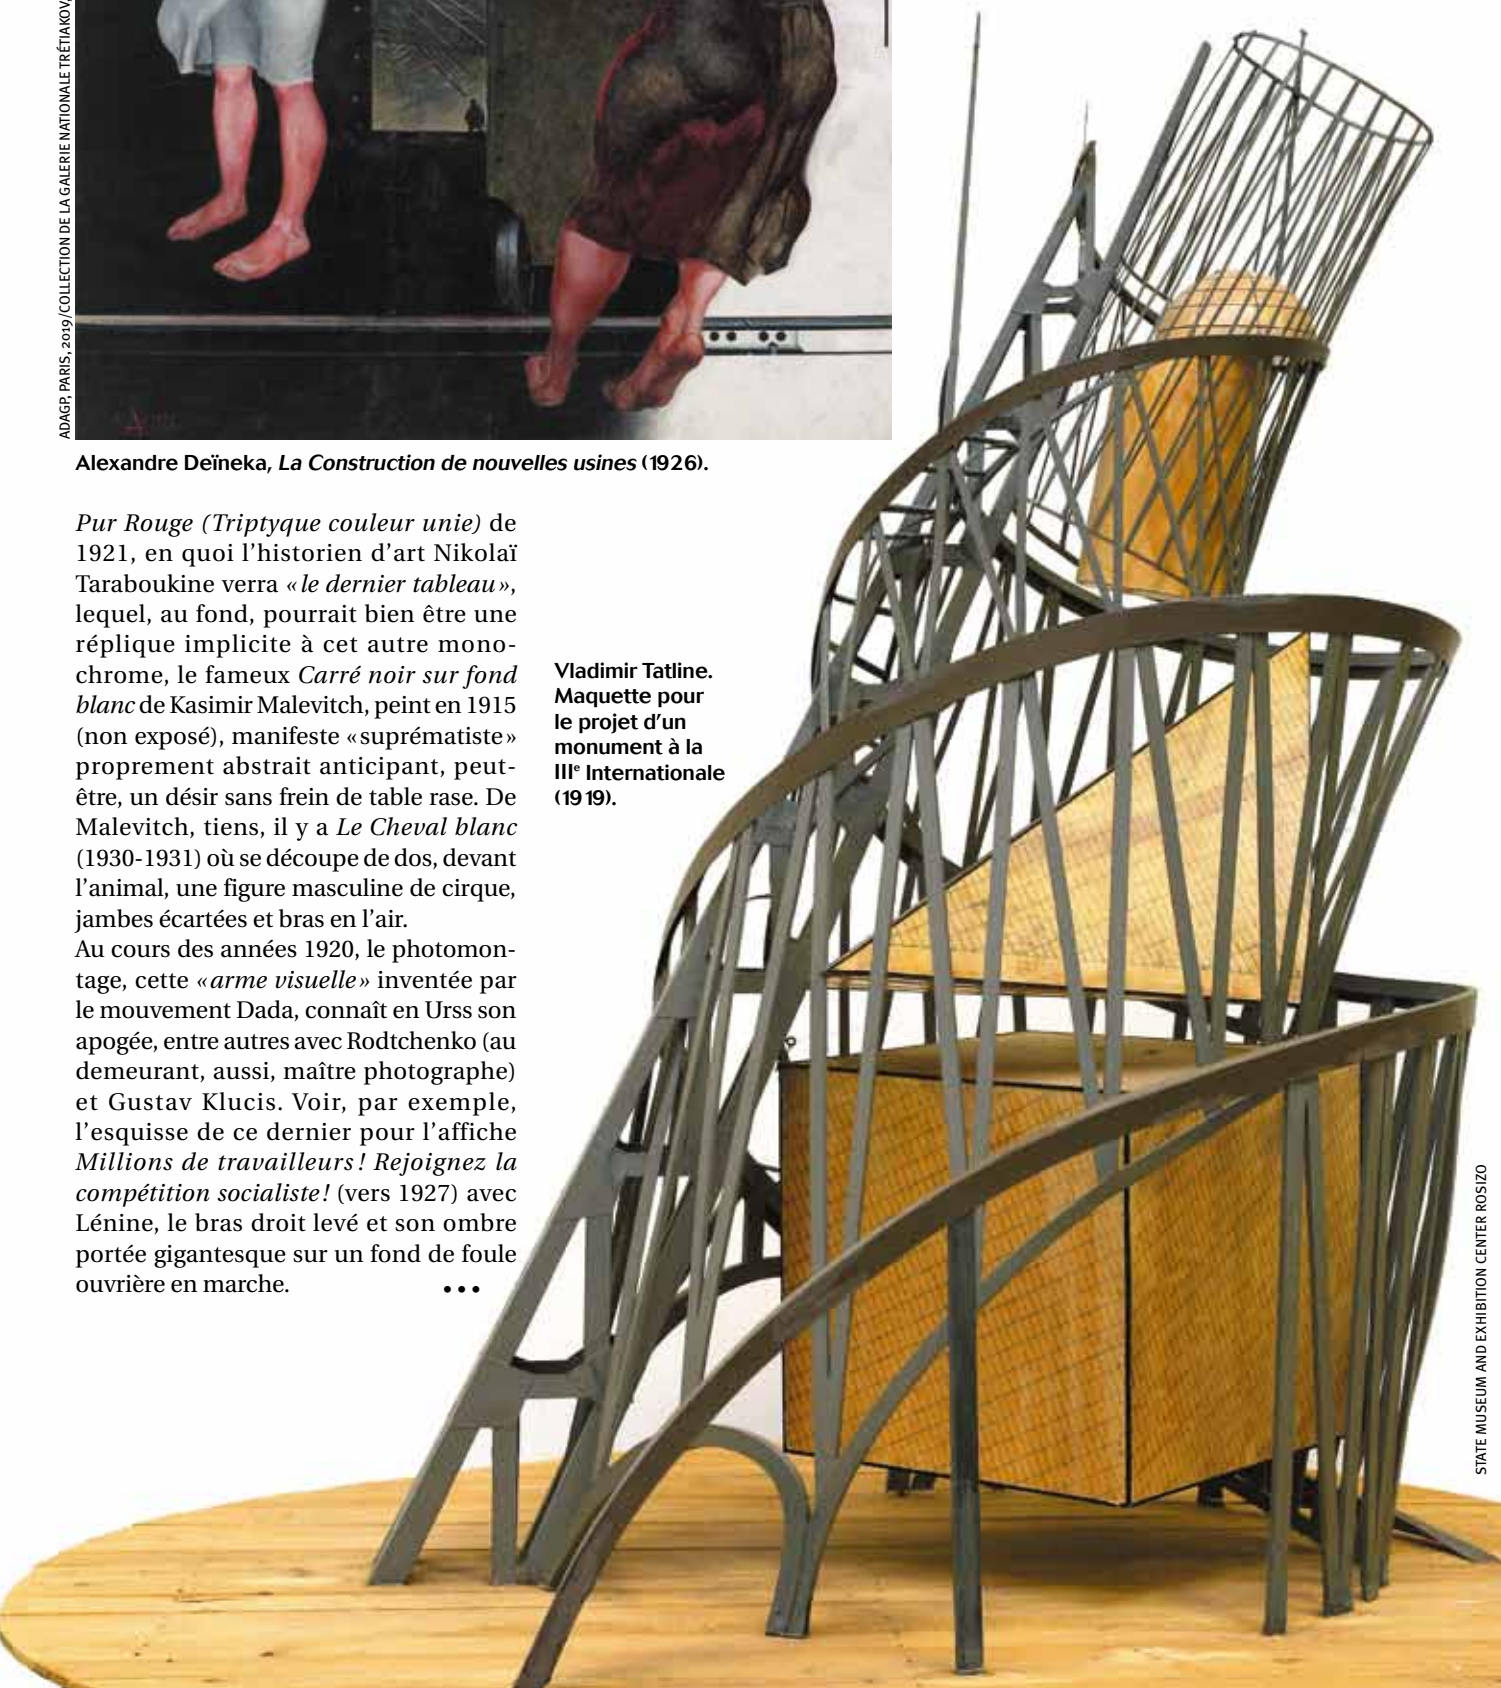 ADAGP, PARIS, 2019/COLLECTION DE LA GALERIE NATIONALE TRÉTIAKOV,
Alexandre Deïneka, La Construction de nouvelles usines (1926).
Pur Rouge (Triptyque couleur unie) de
1921, en quoi l’historien d’art Nikolaï
Taraboukine verra «le dernier tableau»,
lequel, au fond, pourrait bien être une
réplique implicite à cet autre mono-
chrome, le fameux Carré noir sur fond
blanc de Kasimir Malevitch, peint en 1915
(non exposé), manifeste «suprématiste»
proprement abstrait anticipant, peut-
être, un désir sans frein de table rase. De
Malevitch, tiens, il y a Le Cheval blanc
(1930-1931) où se découpe de dos, devant
l’animal, une figure masculine de cirque,
jambes écartées et bras en l’air.
Au cours des années 1920, le photomon-
tage, cette «arme visuelle» inventée par
le mouvement Dada, connaît en Urss son
apogée, entre autres avec Rodtchenko (au
demeurant, aussi, maître photographe)
et Gustav Klucis. Voir, par exemple,
l’esquisse de ce dernier pour l’affiche
Millions de travailleurs! Rejoignez la
compétition socialiste! (vers 1927) avec
Lénine, le bras droit levé et son ombre
portée gigantesque sur un fond de foule
ouvrière en marche. •••
Vladimir Tatline.
Maquette pour
le projet d’un
monument à la
IIIe Internationale
(1919).
STATE MUSEUM AND EXHIBITION CENTER ROSIZO